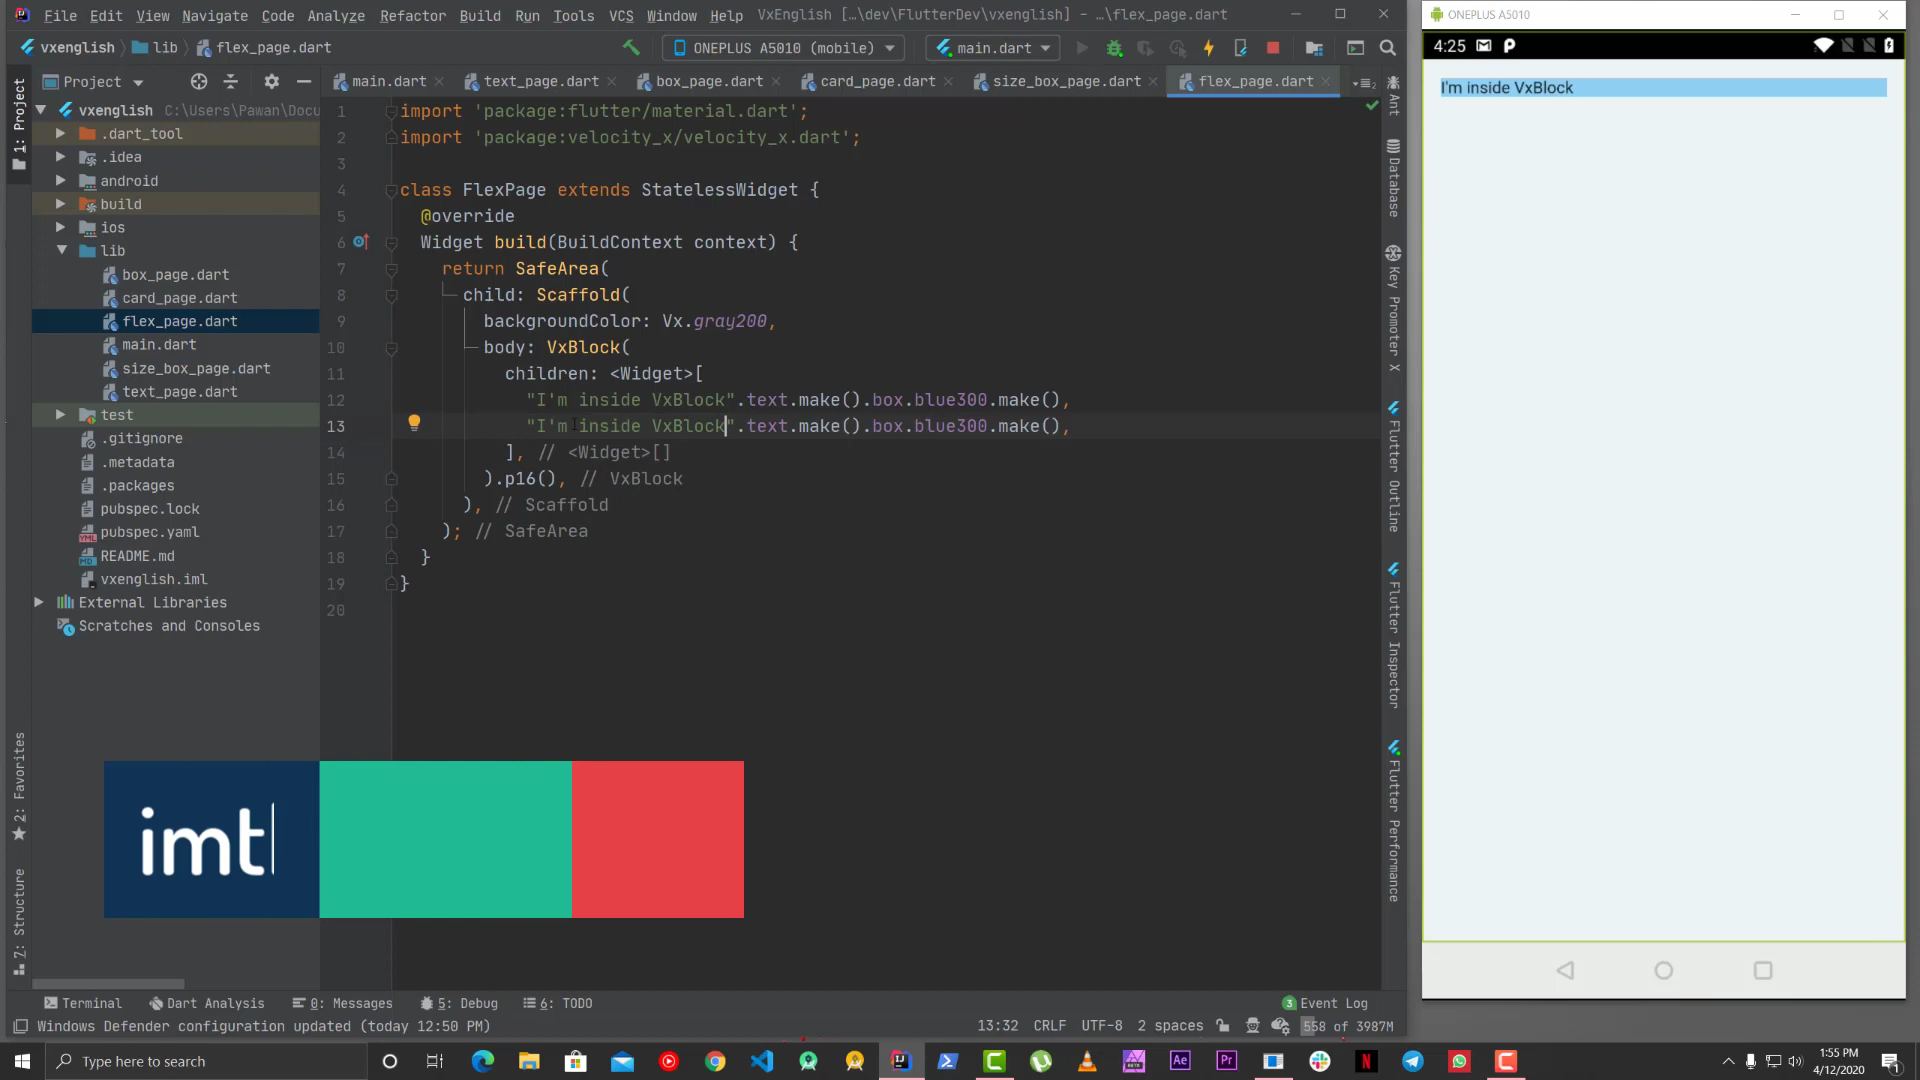 File Edit View Navigate Code Analyze Refactor Build Run Tools VCS Window Help VxEnglish [...\dev\FlutterDev\vxenglish] - ...\flex_page.dart
vxenglish lib flex_page.dart ONEPLUS A5010 (mobile) main.dart
Project main.dart text_page.dart box_page.dart card_page.dart size_box_page.dart flex_page.dart 2
vxenglish C:\Users\Pawan\Docu
.dart_tool
.idea
android
build
ios
lib
box_page.dart
card_page.dart
flex_page.dart
main.dart
size_box_page.dart
text_page.dart
test
.gitignore
.metadata
.packages
pubspec.lock
pubspec.yaml
README.md
vxenglish.iml
External Libraries
Scratches and Consoles
1 import 'package:flutter/material.dart';
2 import 'package:velocity_x/velocity_x.dart';
3
4 class FlexPage extends StatelessWidget {
5 @override
6 Widget build(BuildContext context) {
7 return SafeArea(
8 child: Scaffold(
9 backgroundColor: Vx.gray200,
10 body: VxBlock(
11 children: <Widget>[
12 "I'm inside VxBlock".text.make().box.blue300.make(),
13 "I'm inside VxBlock".text.make().box.blue300.make(),
14 ], // <Widget>[]
15 ).p16(), // VxBlock
16 ), // Scaffold
17 ); // SafeArea
18 }
19 }
20
1: Project
2: Favorites
7: Structure
Ant
Database
Key Promoter X
Flutter Outline
Flutter Inspector
Flutter Performance
imt
ONEPLUS A5010
4:25
I'm inside VxBlock
Terminal Dart Analysis 0: Messages 5: Debug 6: TODO 3 Event Log
Windows Defender configuration updated (today 12:50 PM) 13:32 CRLF UTF-8 2 spaces 558 of 3987M
Type here to search
1:55 PM
4/12/2020